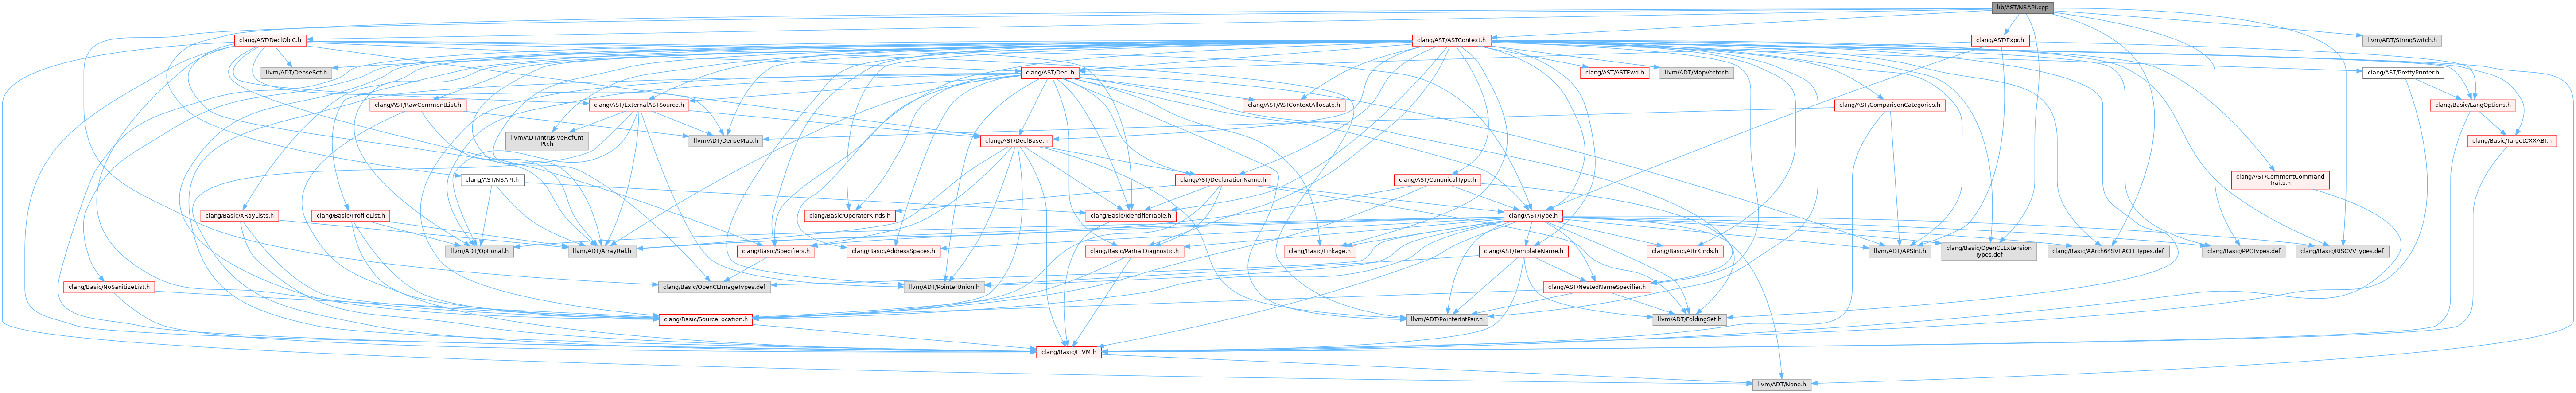 lib/AST/NSAPI.cpp
clang/AST/DeclObjC.h
clang/AST/ASTContext.h
clang/AST/Expr.h
llvm/ADT/StringSwitch.h
llvm/ADT/DenseSet.h
clang/AST/Decl.h
clang/AST/ASTFwd.h
llvm/ADT/MapVector.h
clang/AST/PrettyPrinter.h
clang/AST/RawCommentList.h
clang/AST/ExternalASTSource.h
clang/AST/ASTContextAllocate.h
clang/AST/ComparisonCategories.h
clang/Basic/LangOptions.h
llvm/ADT/IntrusiveRefCnt
Ptr.h
llvm/ADT/DenseMap.h
clang/AST/DeclBase.h
clang/Basic/TargetCXXABI.h
clang/AST/NSAPI.h
clang/AST/DeclarationName.h
clang/AST/CanonicalType.h
clang/AST/CommentCommand
Traits.h
clang/Basic/XRayLists.h
clang/Basic/ProfileList.h
clang/Basic/OperatorKinds.h
clang/Basic/IdentifierTable.h
clang/AST/Type.h
llvm/ADT/Optional.h
llvm/ADT/ArrayRef.h
clang/Basic/Specifiers.h
clang/Basic/AddressSpaces.h
clang/Basic/PartialDiagnostic.h
clang/Basic/Linkage.h
clang/AST/TemplateName.h
clang/Basic/AttrKinds.h
llvm/ADT/APSInt.h
clang/Basic/OpenCLExtension
Types.def
clang/Basic/AArch64SVEACLETypes.def
clang/Basic/PPCTypes.def
clang/Basic/RISCVVTypes.def
clang/Basic/NoSanitizeList.h
clang/Basic/OpenCLImageTypes.def
llvm/ADT/PointerUnion.h
clang/AST/NestedNameSpecifier.h
clang/Basic/SourceLocation.h
llvm/ADT/PointerIntPair.h
llvm/ADT/FoldingSet.h
clang/Basic/LLVM.h
llvm/ADT/None.h